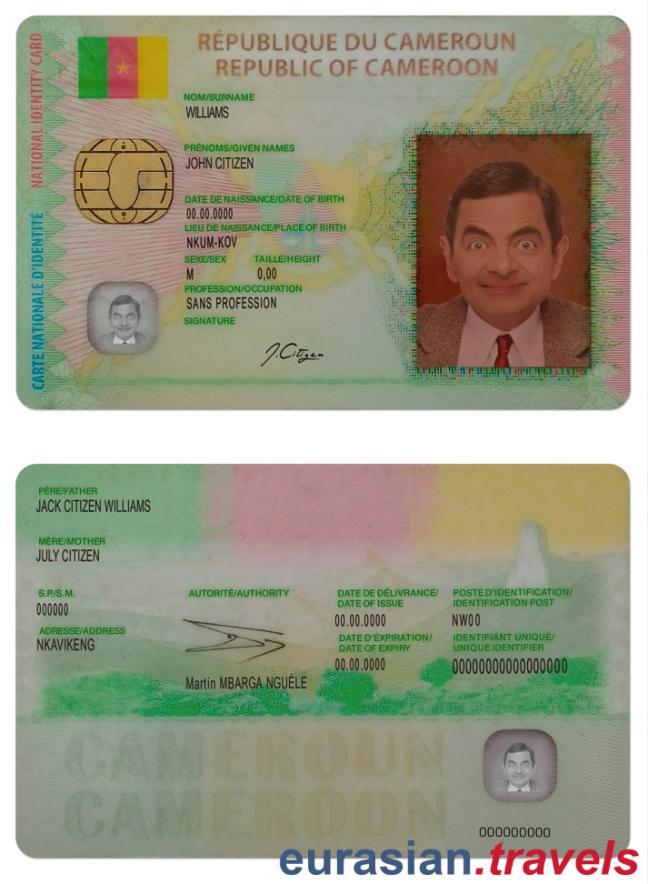 NATIONAL IDENTITY CARD
CARTE NATIONALE D'IDENTITÉ
RÉPUBLIQUE DU CAMEROUN
REPUBLIC OF CAMEROON
NOM/SURNAME
WILLIAMS
PRÉNOMS/GIVEN NAMES
JOHN CITIZEN
DATE DE NAISSANCE/DATE OF BIRTH
00.00.0000
LIEU DE NAISSANCE/PLACE OF BIRTH
NKUM-KOV
SEXE/SEX TAILLE/HEIGHT
M 0,00
PROFESSION/OCCUPATION
SANS PROFESSION
SIGNATURE
J.Citizen
PÈRE/FATHER
JACK CITIZEN WILLIAMS
MÈRE/MOTHER
JULY CITIZEN
S.P/S.M.
000000
ADRESSE/ADDRESS
NKAVIKENG
AUTORITÉ/AUTHORITY
Martin MBARGA NGUÉLE
DATE DE DÉLIVRANCE/
DATE OF ISSUE
00.00.0000
DATE D'EXPIRATION/
DATE OF EXPIRY
00.00.0000
POSTE D'IDENTIFICATION/
IDENTIFICATION POST
NW00
IDENTIFIANT UNIQUE/
UNIQUE IDENTIFIER
00000000000000000
CAMEROUN
CAMEROON
000000000
eurasian.travels